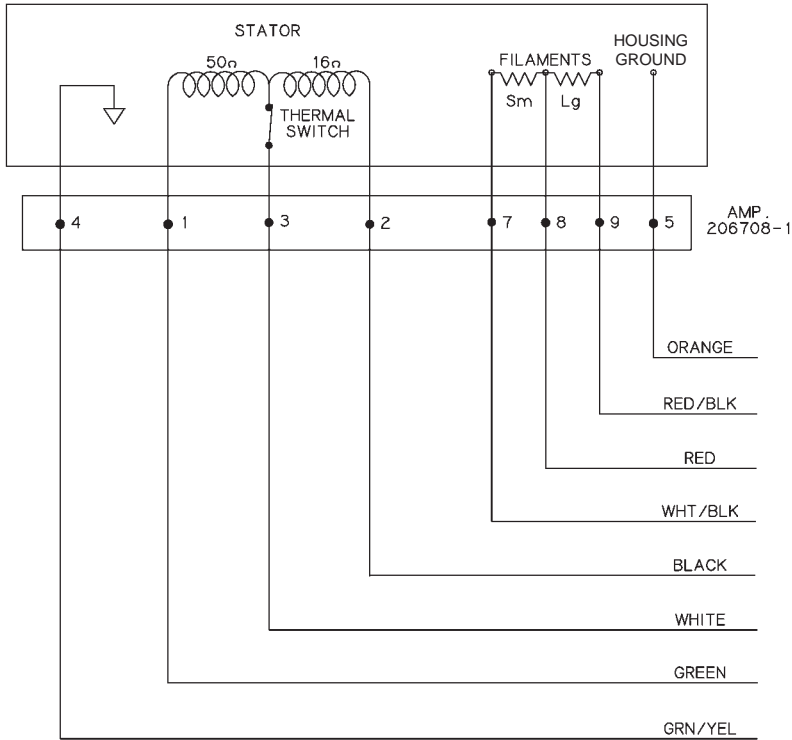 STATOR
50Ω
16Ω
THERMAL
SWITCH
FILAMENTS
Sm
Lg
HOUSING
GROUND
4
1
3
2
7
8
9
5
AMP.
206708-1
ORANGE
RED/BLK
RED
WHT/BLK
BLACK
WHITE
GREEN
GRN/YEL